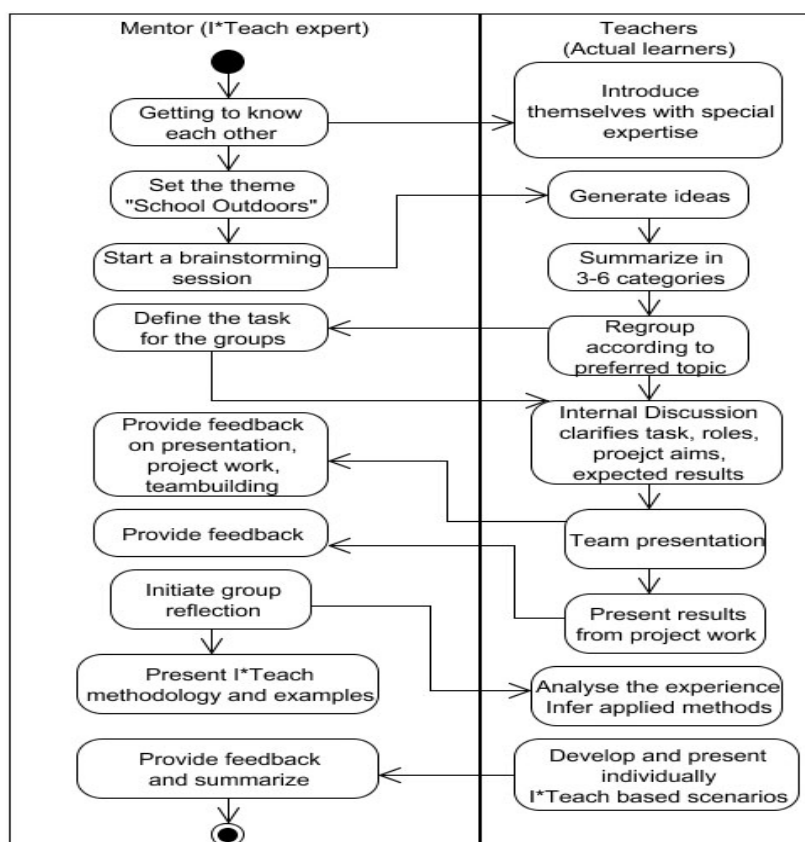 Mentor (I*Teach expert)
Teachers
(Actual learners)
Getting to know
each other
Introduce
themselves with special
expertise
Set the theme
"School Outdoors"
Generate ideas
Start a brainstorming
session
Summarize in
3-6 categories
Define the task
for the groups
Regroup
according to
preferred topic
Internal Discussion
clarifies task, roles,
proejct aims,
expected results
Provide feedback
on presentation,
project work,
teambuilding
Team presentation
Provide feedback
Present results
from project work
Initiate group
reflection
Present I*Teach
methodology and examples
Analyse the experience
Infer applied methods
Develop and present
individually
I*Teach based scenarios
Provide feedback
and summarize